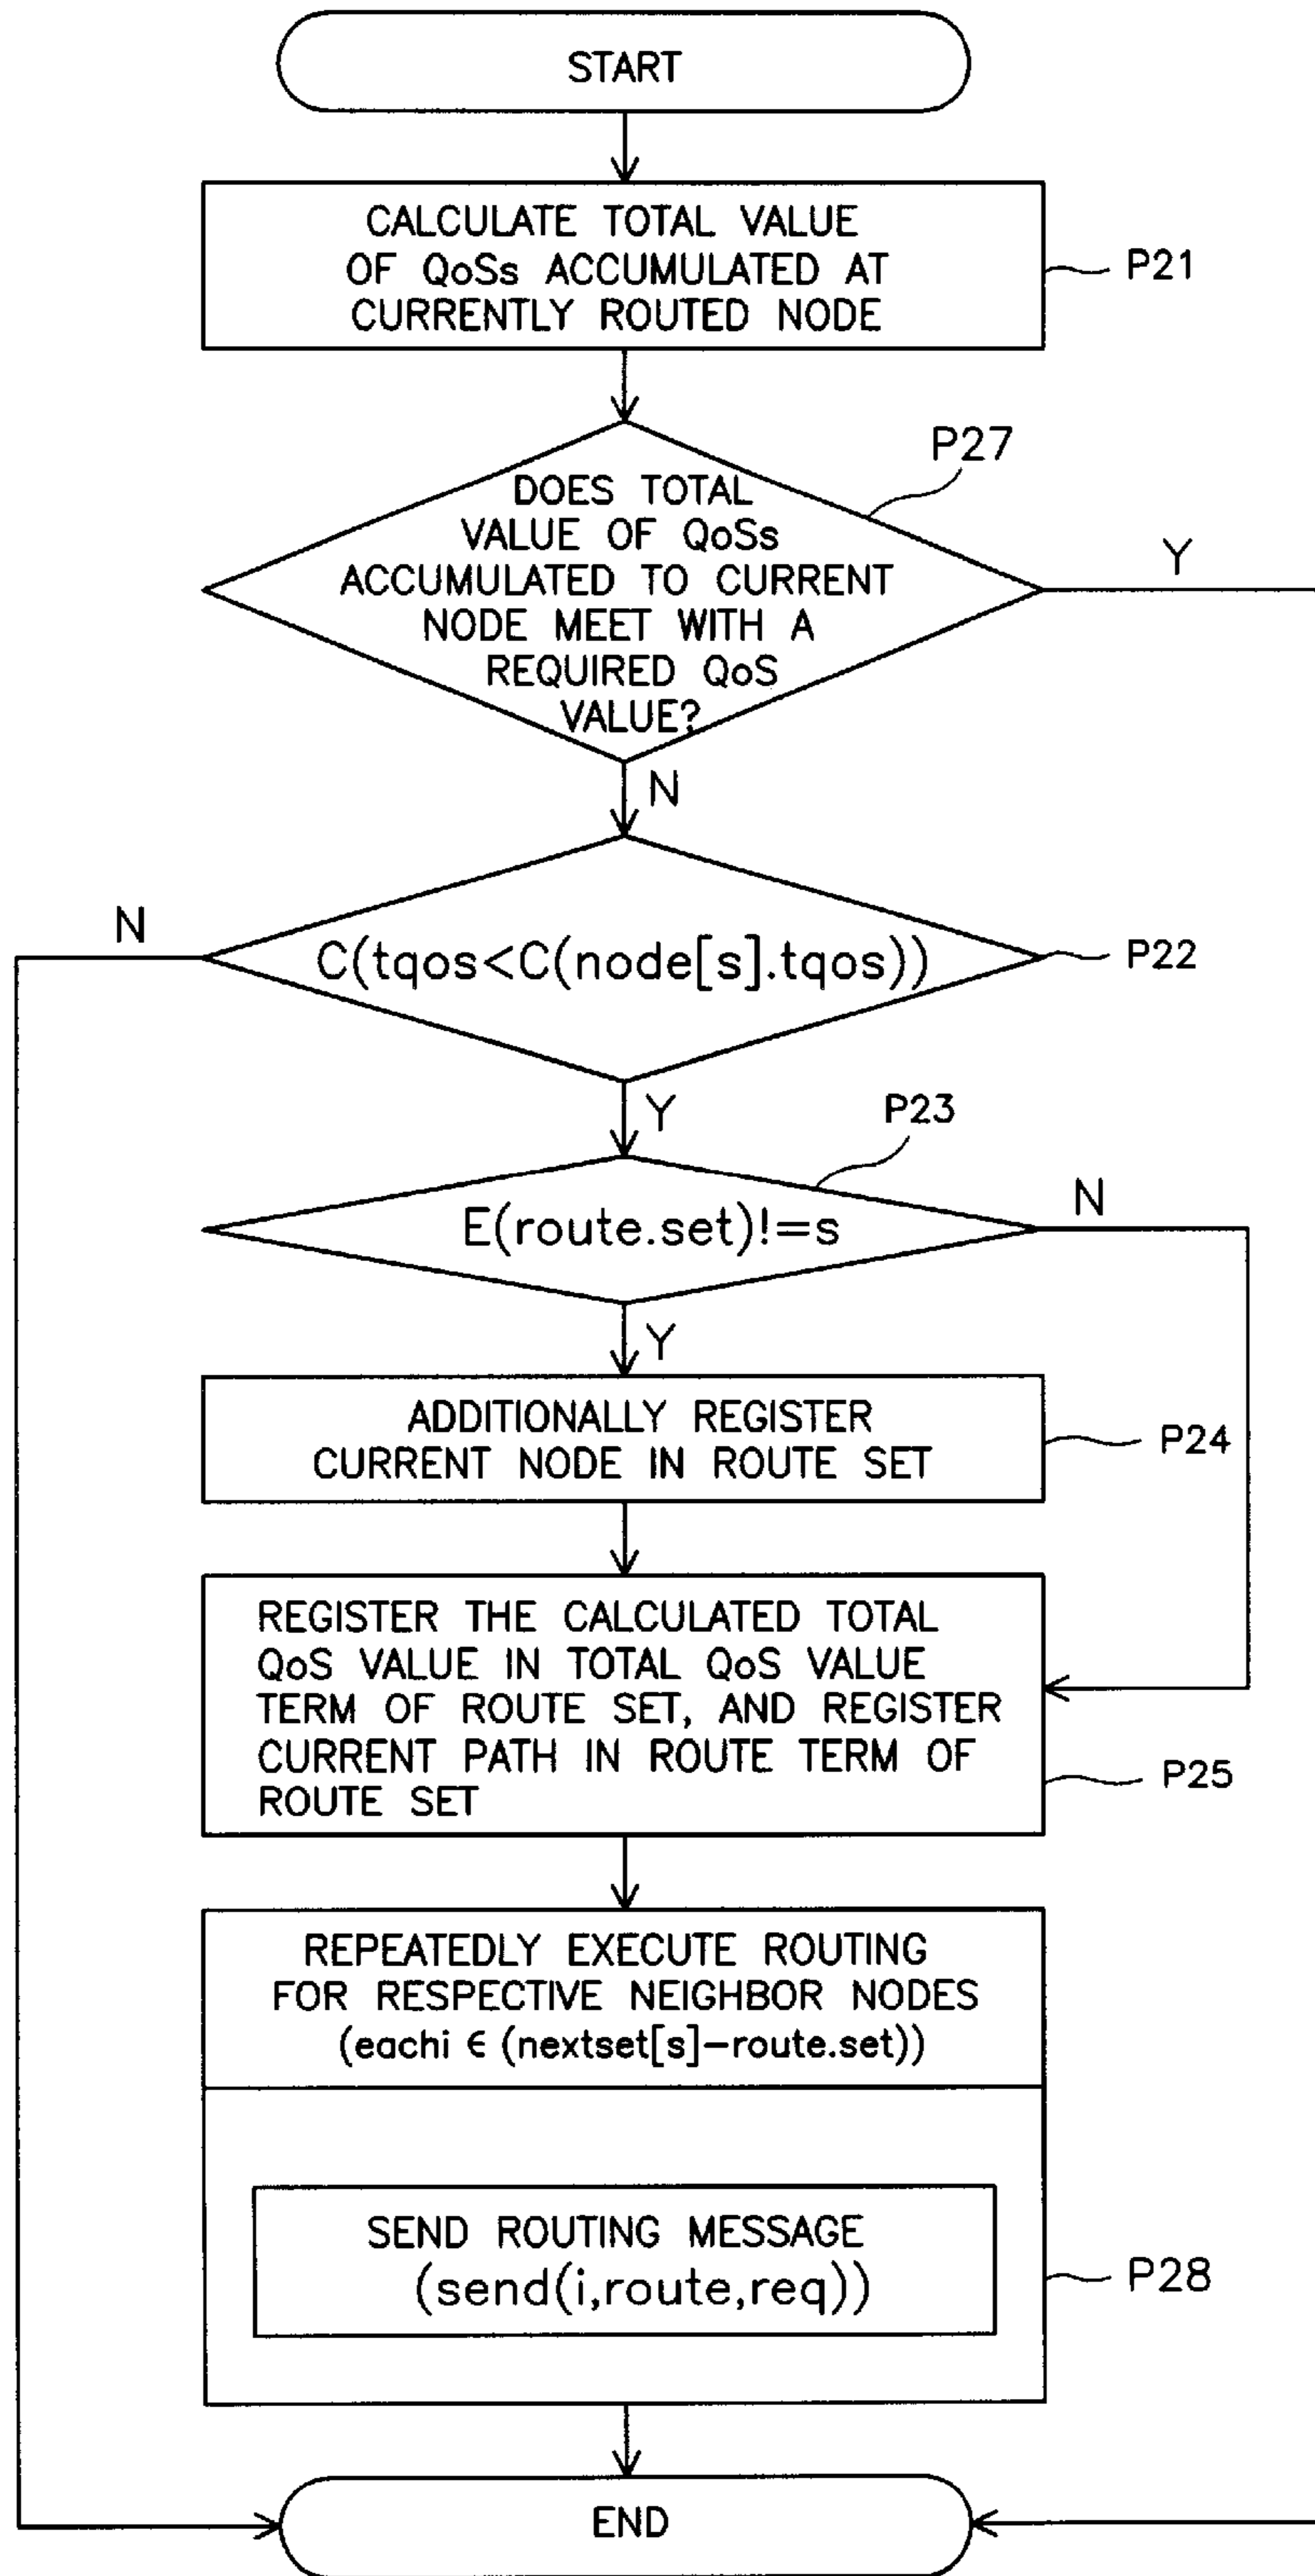 START
CALCULATE TOTAL VALUE
OF QoSs ACCUMULATED AT
CURRENTLY ROUTED NODE
P21
P27
DOES TOTAL
VALUE OF QoSs
ACCUMULATED TO CURRENT
NODE MEET WITH A
REQUIRED QoS
VALUE?
Y
N
N
C(tqos<C(node[s].tqos))
P22
Y
P23
E(route.set)!=s
N
Y
ADDITIONALLY REGISTER
CURRENT NODE IN ROUTE SET
P24
REGISTER THE CALCULATED TOTAL
QoS VALUE IN TOTAL QoS VALUE
TERM OF ROUTE SET, AND REGISTER
CURRENT PATH IN ROUTE TERM OF
ROUTE SET
P25
REPEATEDLY EXECUTE ROUTING
FOR RESPECTIVE NEIGHBOR NODES
(eachi ∈ (nextset[s]-route.set))
SEND ROUTING MESSAGE
(send(i,route,req))
P28
END